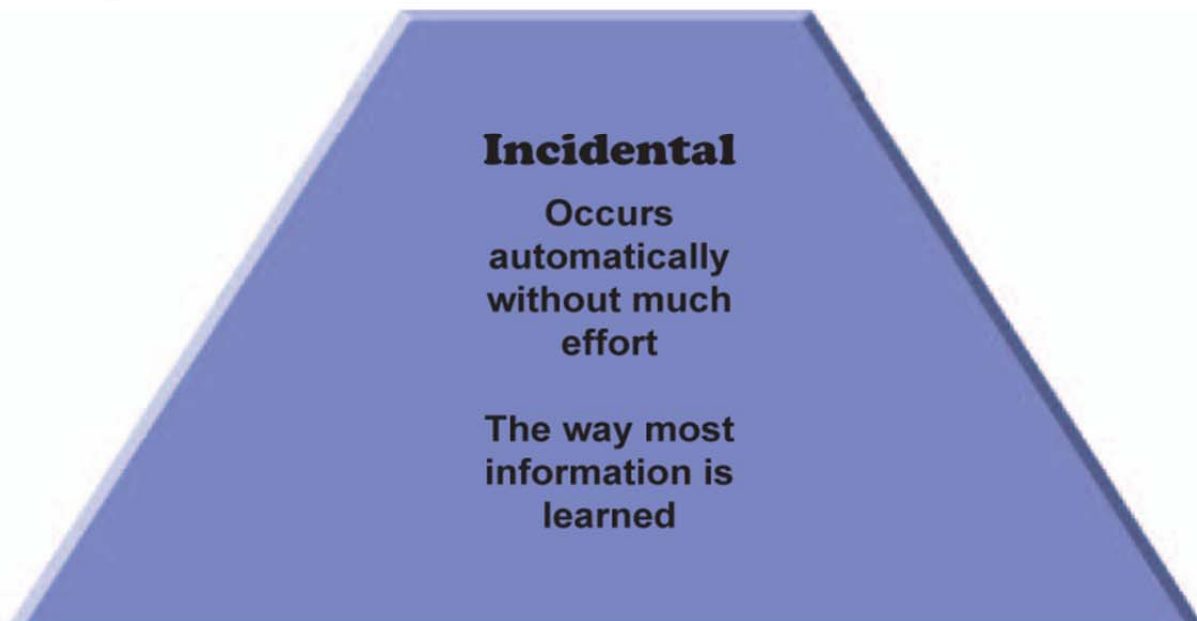 Incidental
Occurs
automatically
without much
effort
The way most
information is
learned